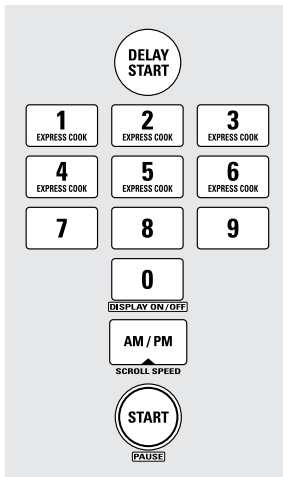 DELAY
START
1 2 3
EXPRESS COOK EXPRESS COOK EXPRESS COOK
4 5 6
EXPRESS COOK EXPRESS COOK EXPRESS COOK
7 8 9
0
DISPLAY ON/OFF
AM / PM
SCROLL SPEED
START
PAUSE